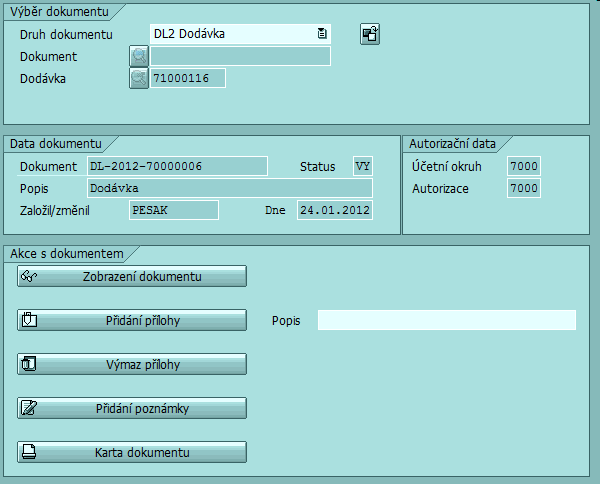 Výběr dokumentu
Druh dokumentu DL2 Dodávka
Dokument
Dodávka 71000116
Data dokumentu
Dokument DL-2012-70000006 Status VY
Popis Dodávka
Založil/změnil PESAK Dne 24.01.2012
Autorizační data
Účetní okruh 7000
Autorizace 7000
Akce s dokumentem
Zobrazení dokumentu
Přidání přílohy Popis
Výmaz přílohy
Přidání poznámky
Karta dokumentu